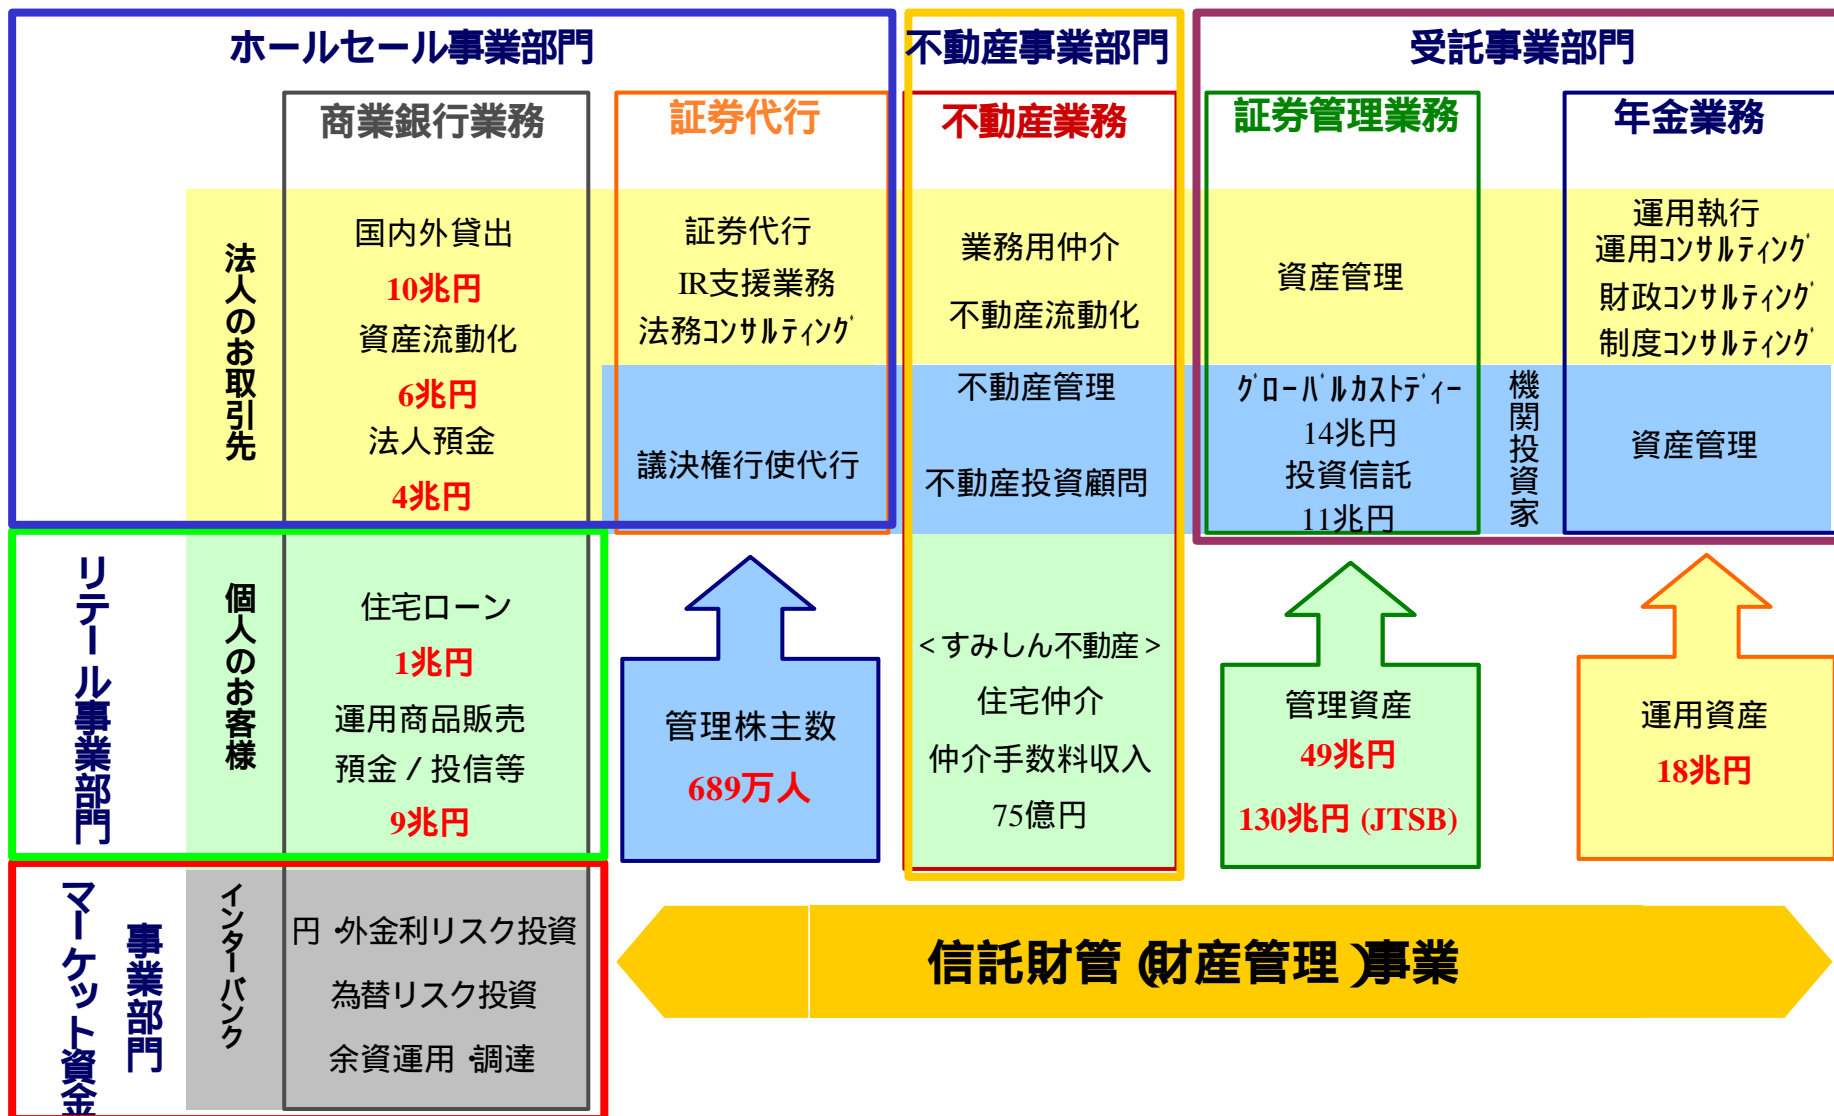 ホールセール事業部門
不動産事業部門
受託事業部門
商業銀行業務
証券代行
不動産業務
証券管理業務
年金業務
法人のお取引先
国内外貸出
10兆円
資産流動化
6兆円
法人預金
4兆円
証券代行
IR支援業務
法務コンサルティング
議決権行使代行
業務用仲介
不動産流動化
不動産管理
不動産投資顧問
資産管理
グローバルカストディー
14兆円
投資信託
11兆円
機関投資家
運用執行
運用コンサルティング
財政コンサルティング
制度コンサルティング
資産管理
リテール事業部門
個人のお客様
住宅ローン
1兆円
運用商品販売
預金/投信等
9兆円
管理株主数
689万人
<すみしん不動産>
住宅仲介
仲介手数料収入
75億円
管理資産
49兆円
130兆円 (JTSB)
運用資産
18兆円
マーケット資金
事業部門
インターバンク
円・外金利リスク投資
為替リスク投資
余資運用・調達
信託財管(財産管理)事業